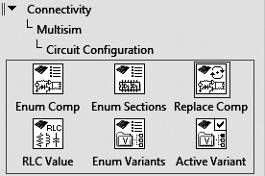 Connectivity
Multisim
Circuit Configuration
Enum Comp Enum Sections Replace Comp
RLC
RLC Value Enum Variants Active Variant